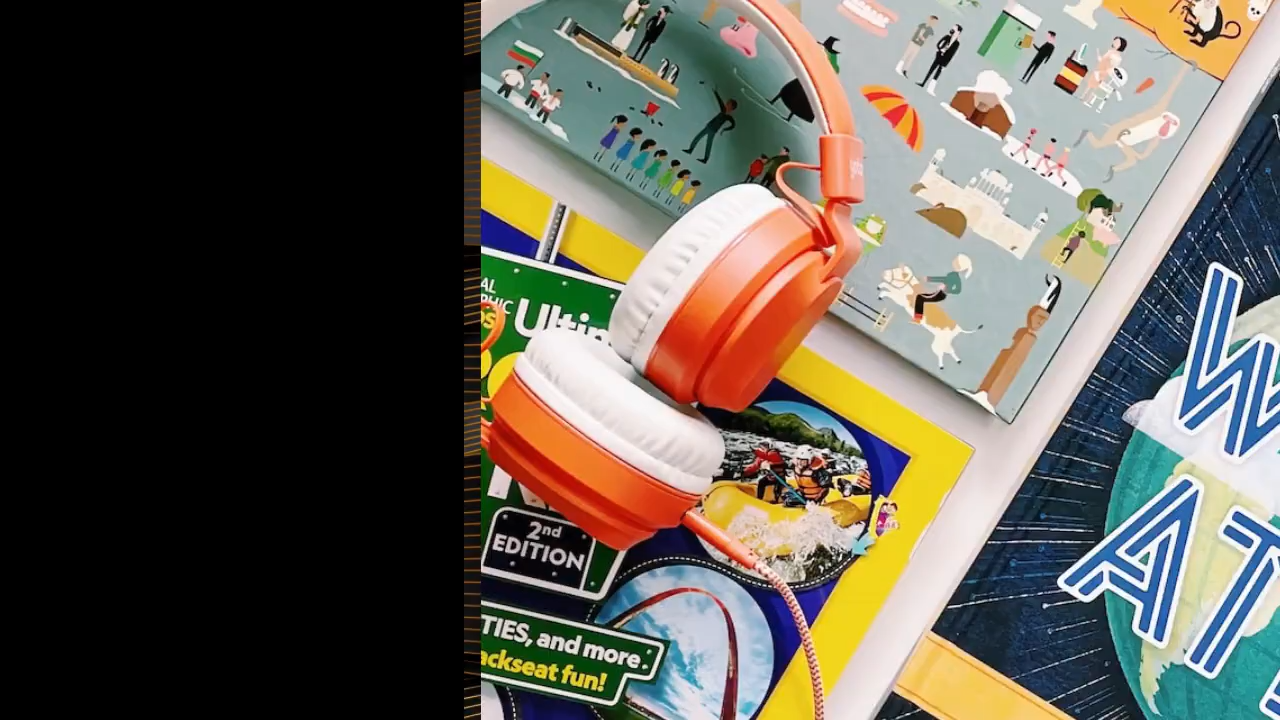 AL
PHIC
Ultim
2nd
EDITION
TIES, and more
ackseat fun!
W
AT